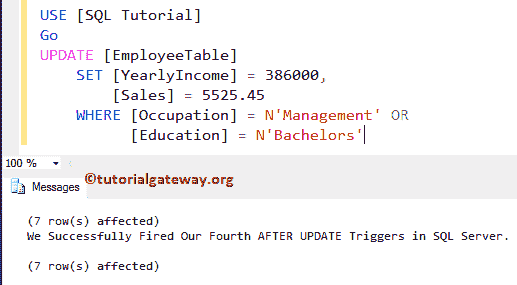 USE [SQL Tutorial]
Go
UPDATE [EmployeeTable]
SET [YearlyIncome] = 386000,
[Sales] = 5525.45
WHERE [Occupation] = N'Management' OR
[Education] = N'Bachelors'
100 %
Messages ©tutorialgateway.org
(7 row(s) affected)
We Successfully Fired Our Fourth AFTER UPDATE Triggers in SQL Server.
(7 row(s) affected)